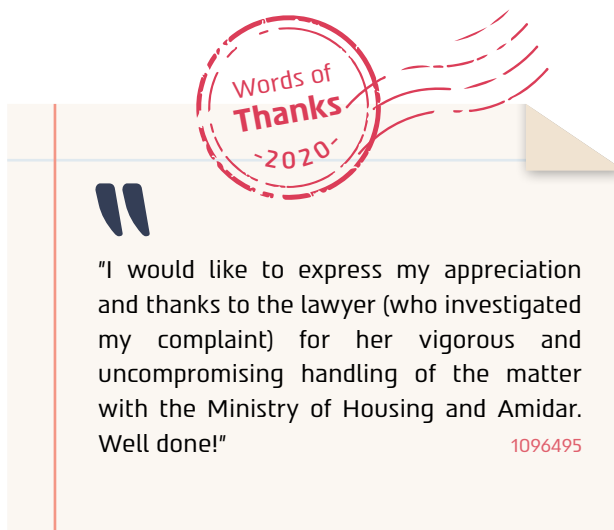 Words of
Thanks
-2020-
"I would like to express my appreciation
and thanks to the lawyer (who investigated
my complaint) for her vigorous and
uncompromising handling of the matter
with the Ministry of Housing and Amidar.
Well done!" 1096495